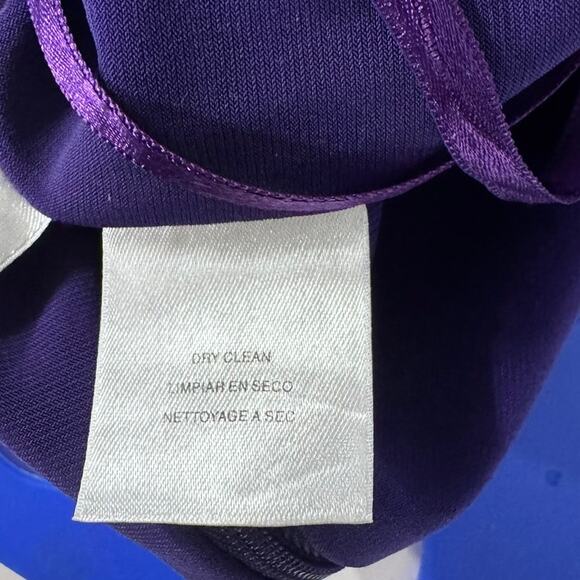 DRY CLEAN
LIMPIAR EN SECO
NETTOYAGE A SEC